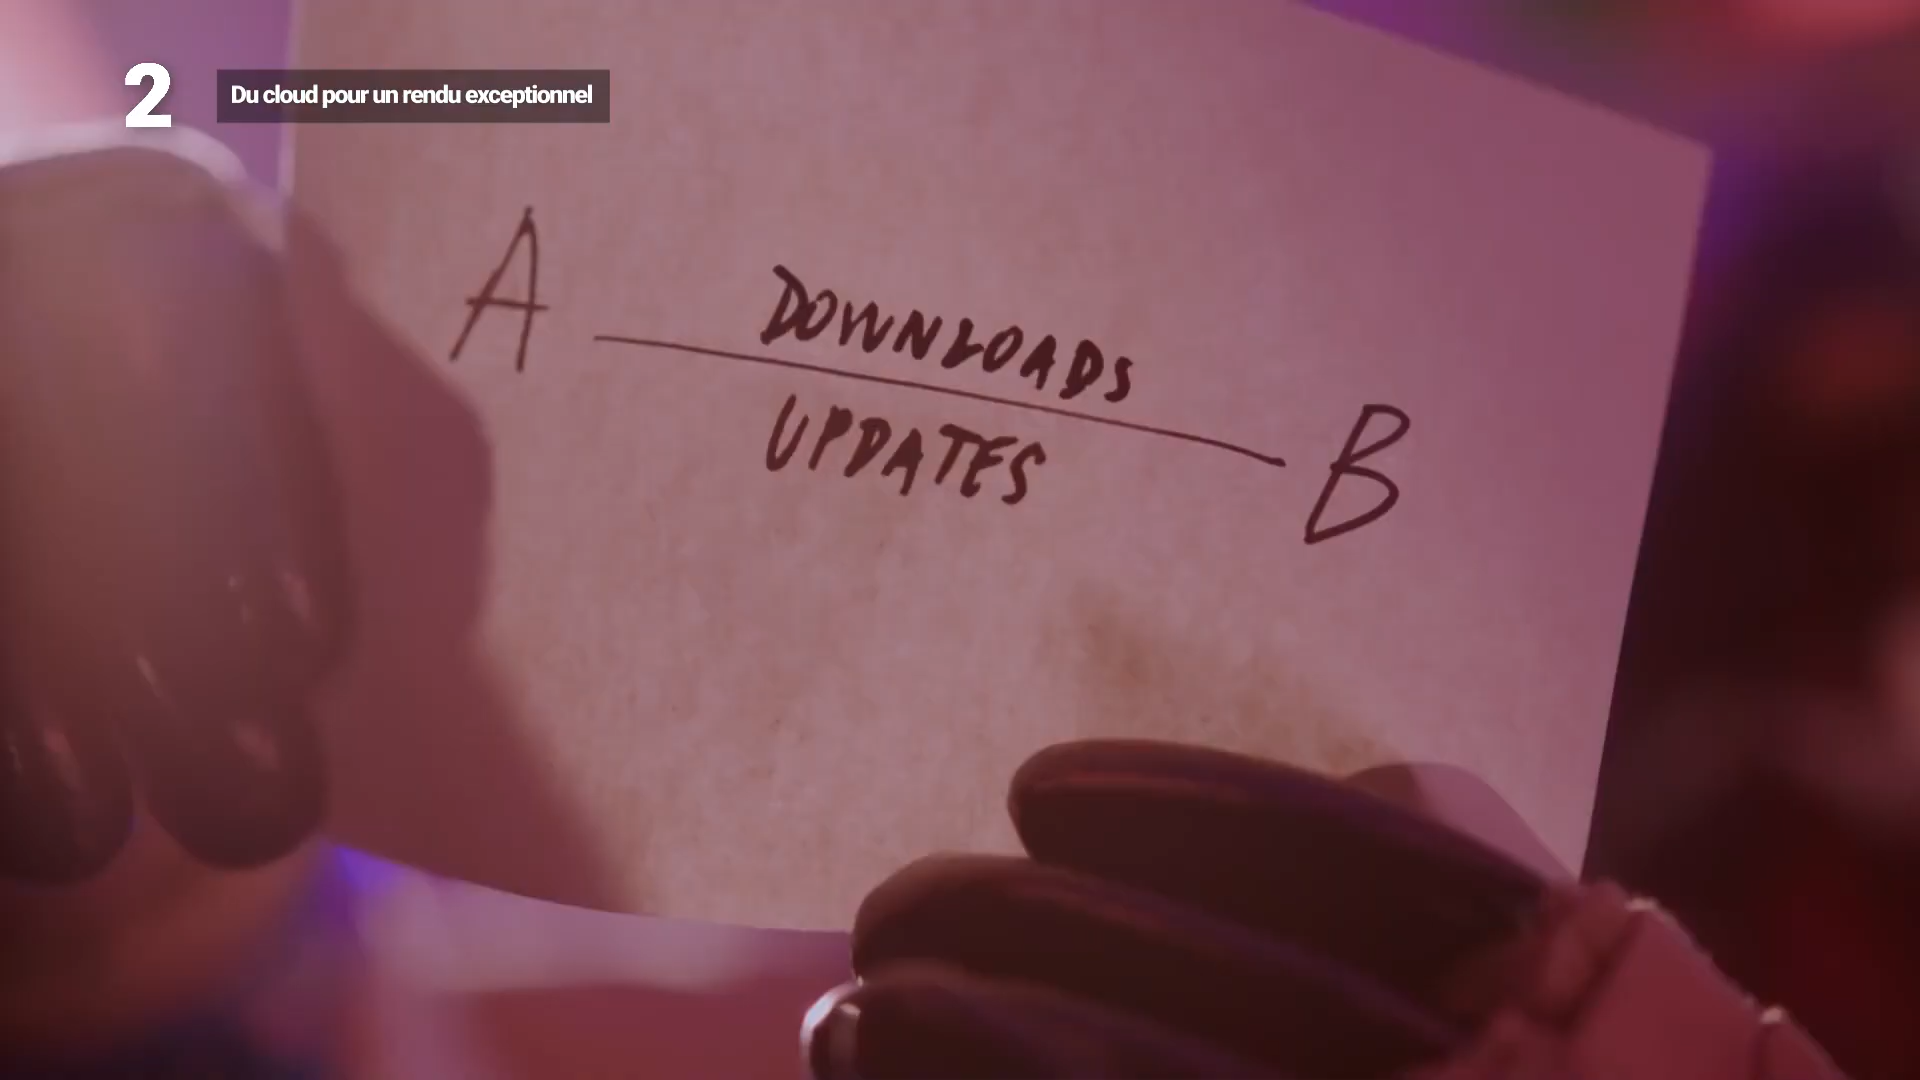 2
Du cloud pour un rendu exceptionnel
A
DOWNLOADS
UPDATES
B